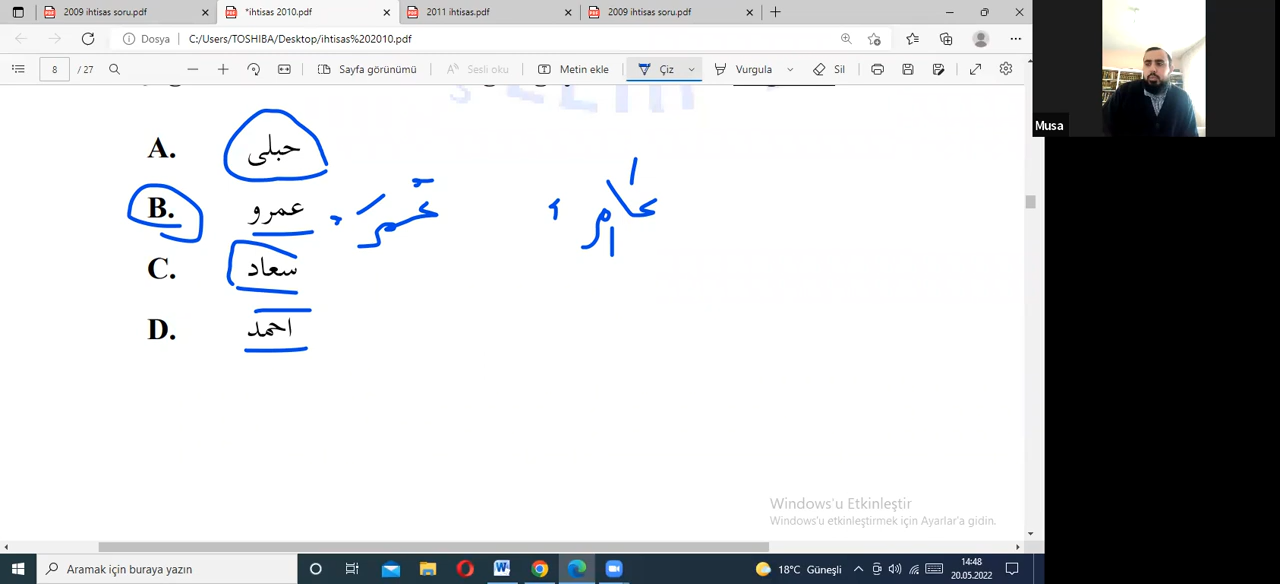 2009 ihtisas soru.pdf
*ihtisas 2010.pdf
2011 ihtisas.pdf
2009 ihtisas soru.pdf
Dosya C:/Users/TOSHIBA/Desktop/ihtisas%202010.pdf
8 / 27 Sayfa görünümü Sesli oku Metin ekle Çiz Vurgula Sil
A. حبلى
B. عمرو
C. سعاد
D. احمد
Musa
Windows'u Etkinleştir
Windows'u etkinleştirmek için Ayarlar'a gidin.
Aramak için buraya yazın
18°C Güneşli
14:48
20.05.2022